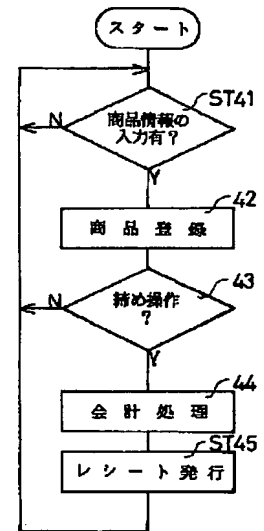 スタート
ST41
商品情報の
入力有?
N
Y
42
商品登録
43
締め操作
?
N
Y
44
会計処理
ST45
レシート発行